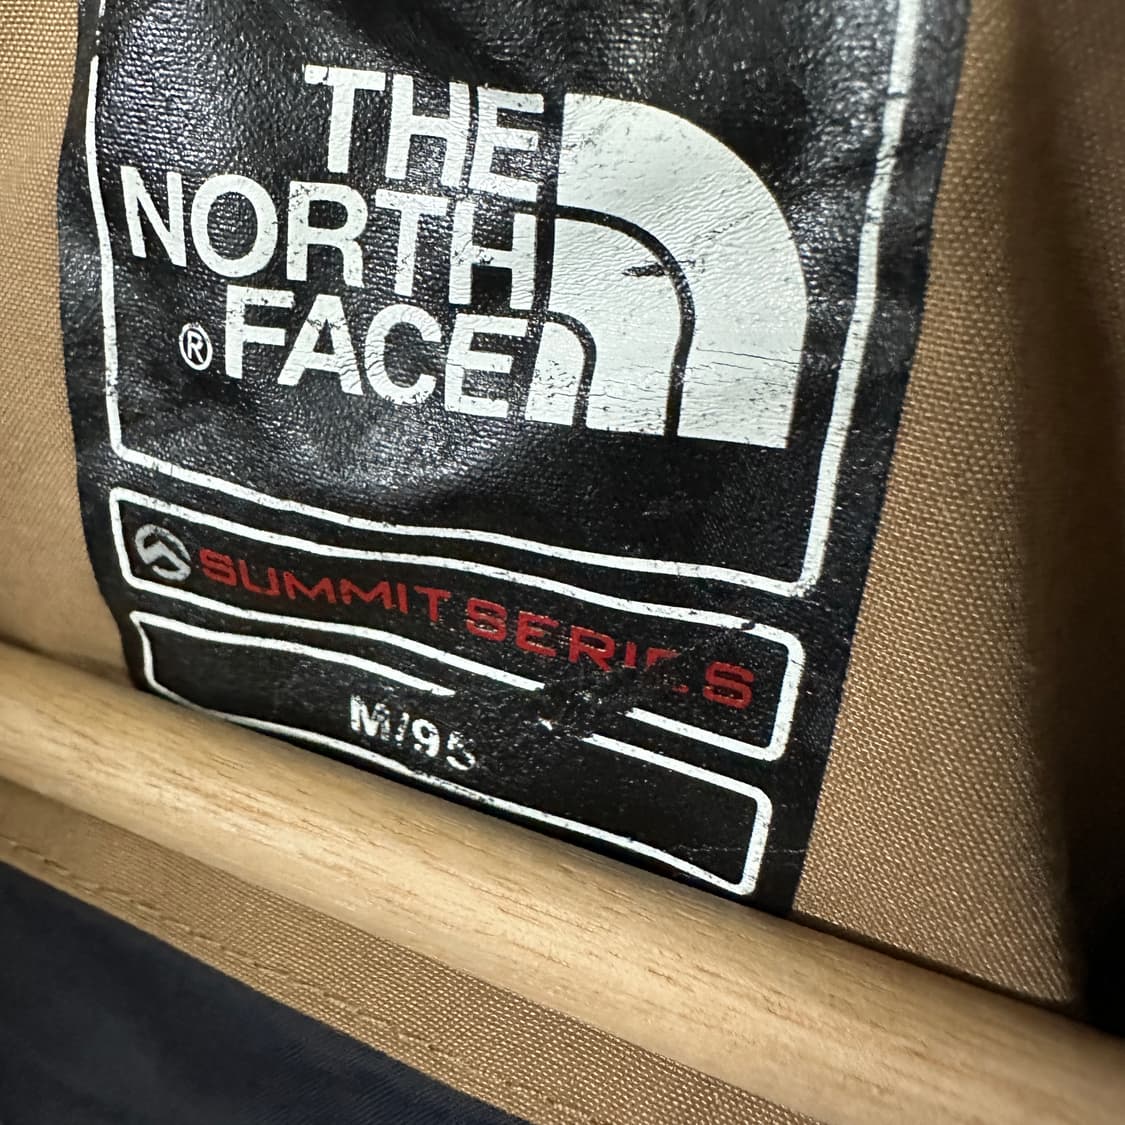 THE
NORTH
®FACE
SUMMIT SERIES
M/95